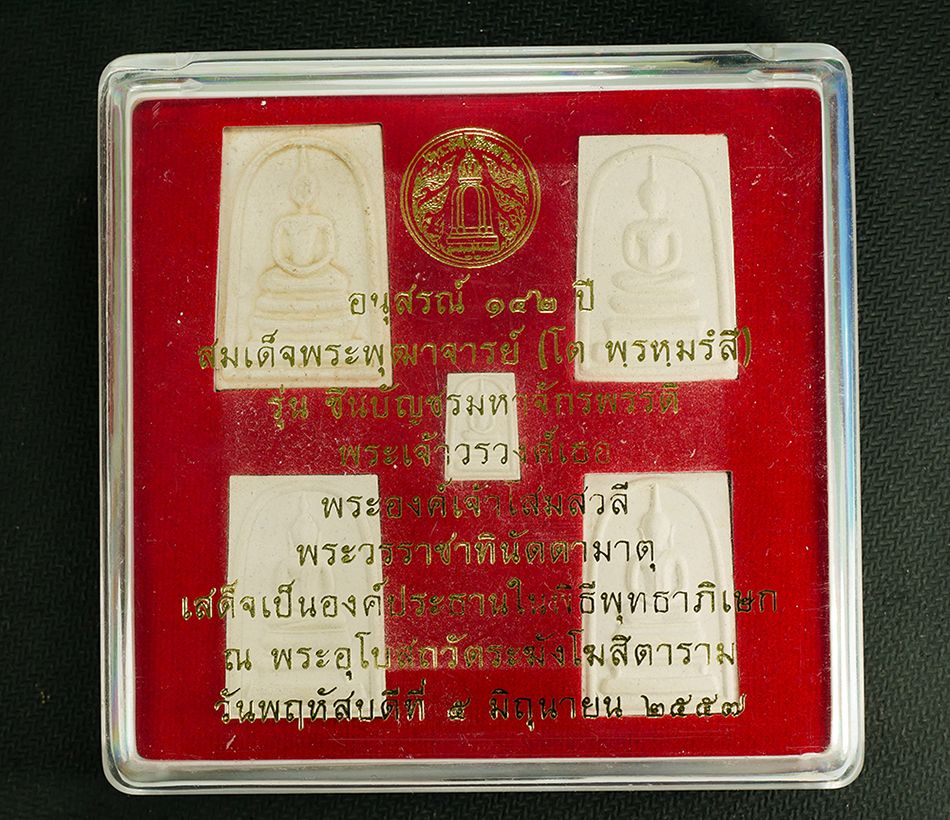 อนุสรณ์ ๑๔๒ ปี
สมเด็จพระพุฒาจารย์ (โต พฺรหฺมรํสี)
รุ่น ชินบัญชรมหาจักรพรรดิ
พระเจ้าวรวงศ์เธอ
พระองค์เจ้าโสมสวลี
พระวรราชาทินัดดามาตุ
เสด็จเป็นองค์ประธานในพิธีพุทธาภิเษก
ณ พระอุโบสถวัดระฆังโฆสิตาราม
วันพฤหัสบดีที่ ๕ มิถุนายน ๒๕๕๗